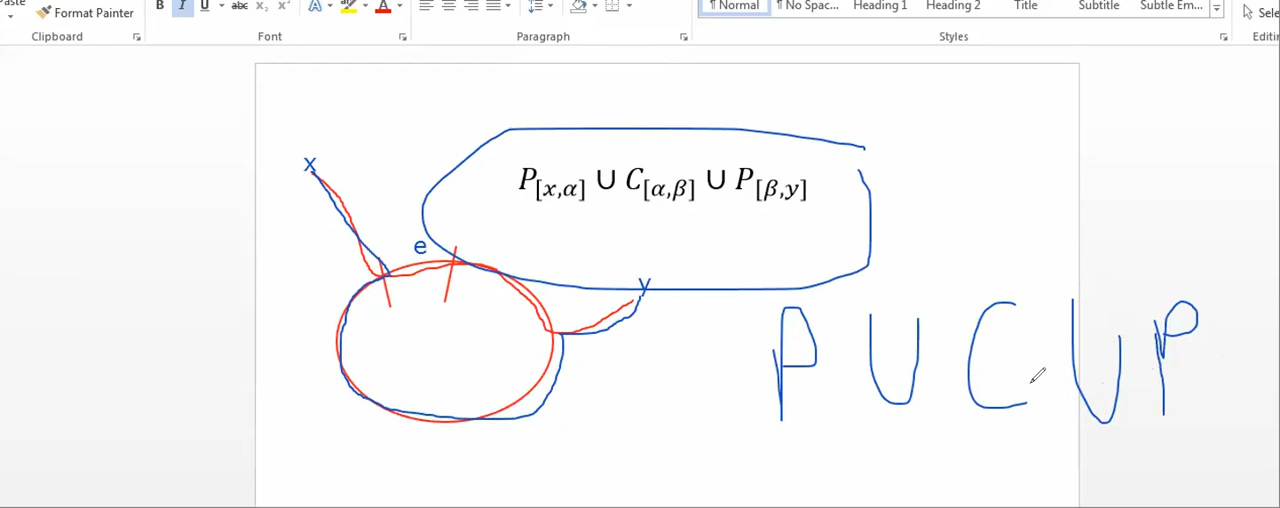 Paste Format Painter B I U abc x₂ x² A A ¶ Normal ¶ No Spac... Heading 1 Heading 2 Title Subtitle Subtle Em... Sele
Clipboard Font Paragraph Styles Editin
x
P[x,α] ∪ C[α,β] ∪ P[β,y]
e
y
P U C U P